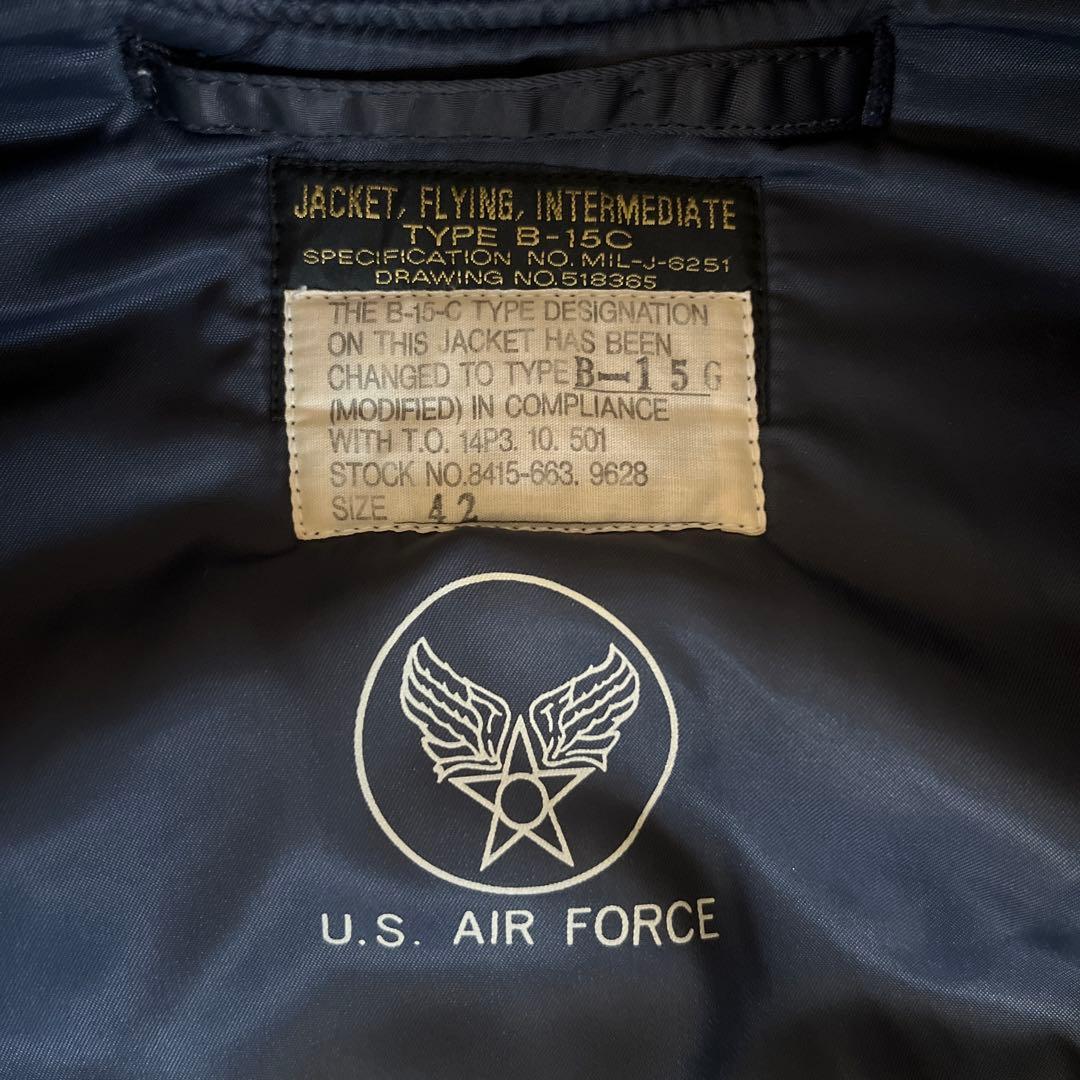 JACKET, FLYING, INTERMEDIATE
TYPE B-15C
SPECIFICATION NO. MIL-J-6251
DRAWING NO.518365
THE B-15-C TYPE DESIGNATION
ON THIS JACKET HAS BEEN
CHANGED TO TYPE B-15G
(MODIFIED) IN COMPLIANCE
WITH T.O. 14P3. 10. 501
STOCK NO.8415-663. 9628
SIZE 42
U.S. AIR FORCE